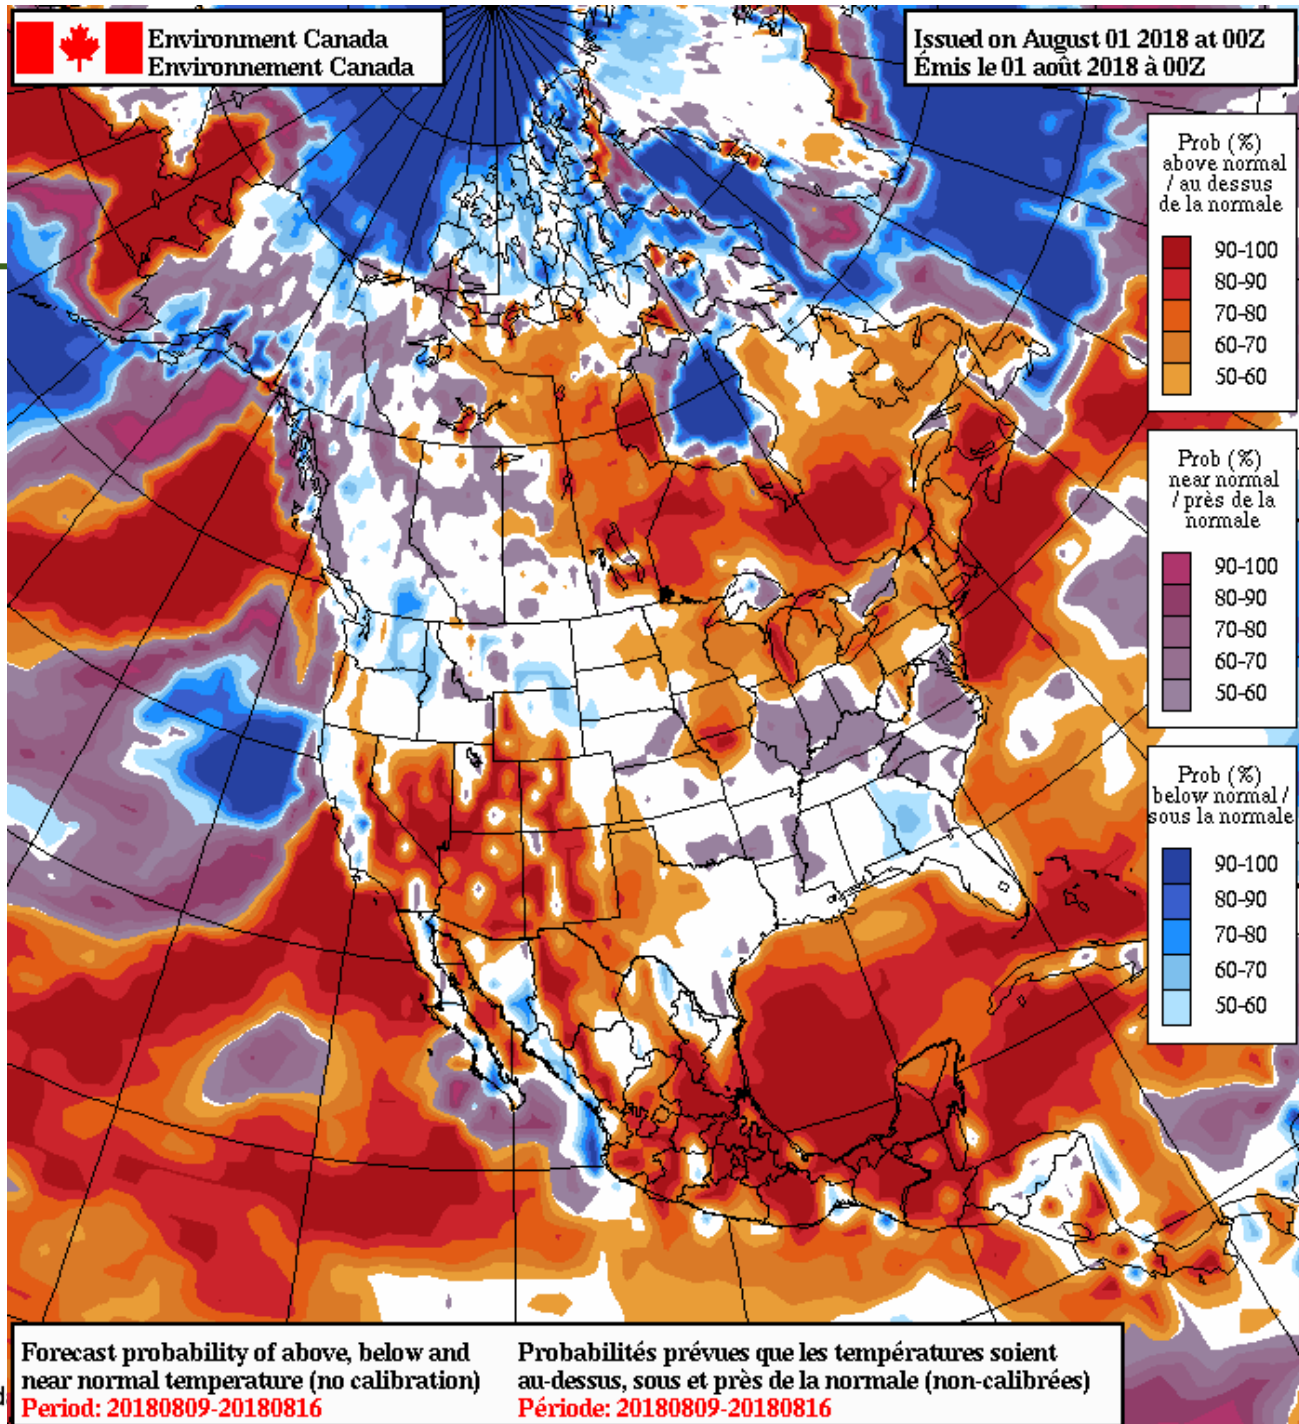 Environment Canada
Environnement Canada
Issued on August 01 2018 at 00Z
Émis le 01 août 2018 à 00Z
Prob (%)
above normal
/ au dessus
de la normale
90-100
80-90
70-80
60-70
50-60
Prob (%)
near normal
/ près de la
normale
90-100
80-90
70-80
60-70
50-60
Prob (%)
below normal /
sous la normale
90-100
80-90
70-80
60-70
50-60
Forecast probability of above, below and
near normal temperature (no calibration)
Period: 20180809-20180816
Probabilités prévues que les températures soient
au-dessus, sous et près de la normale (non-calibrées)
Période: 20180809-20180816